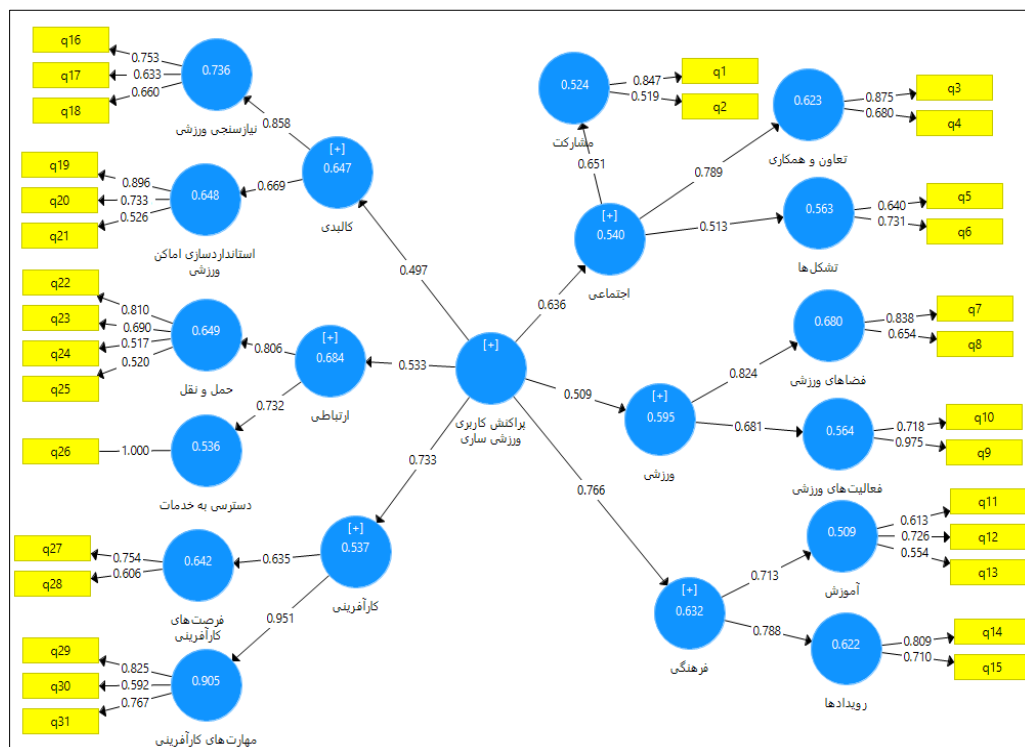 q16
q17
q18
0.753
0.633
0.660
0.736
نیازسنجی ورزشی
0.858
q19
q20
q21
0.896
0.733
0.526
0.648
استانداردسازی اماکن
ورزشی
0.669
[+]
0.647
کالبدی
0.497
q22
q23
q24
q25
0.810
0.690
0.517
0.520
0.649
حمل و نقل
0.806
[+]
0.684
ارتباطی
0.533
q26
1.000
0.536
دسترسی به خدمات
0.732
q27
q28
0.754
0.606
0.642
فرصت‌های
کارآفرینی
0.635
[+]
0.537
کارآفرینی
0.733
q29
q30
q31
0.825
0.592
0.767
0.905
مهارت‌های کارآفرینی
0.951
[+]
پراکنش کاربری
ورزشی ساری
0.524
مشارکت
0.847
0.519
q1
q2
0.651
0.623
تعاون و همکاری
0.875
0.680
q3
q4
0.789
0.563
تشکل‌ها
0.640
0.731
q5
q6
0.513
[+]
0.540
اجتماعی
0.636
0.680
فضاهای ورزشی
0.838
0.654
q7
q8
0.824
[+]
0.595
ورزشی
0.509
0.564
فعالیت‌های ورزشی
0.718
0.975
q10
q9
0.681
0.509
آموزش
0.613
0.726
0.554
q11
q12
q13
0.713
[+]
0.632
فرهنگی
0.766
0.622
رویدادها
0.809
0.710
q14
q15
0.788